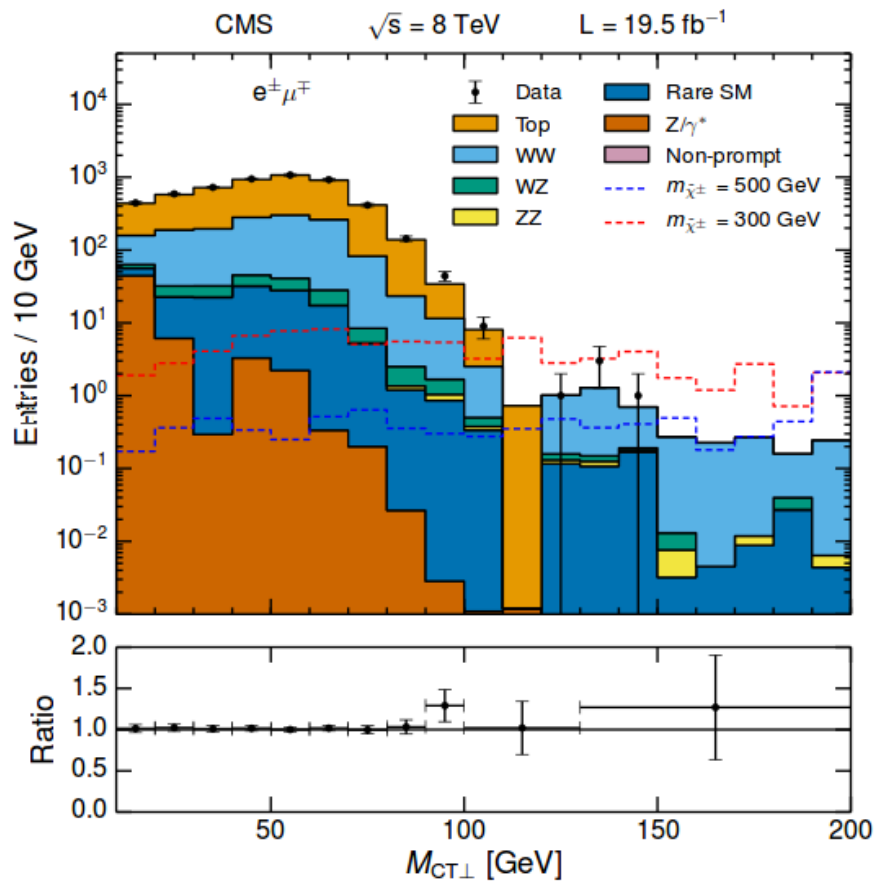 CMS √s = 8 TeV L = 19.5 fb⁻¹
e±μ∓
Data
Top
WW
WZ
ZZ
Rare SM
Z/γ*
Non-prompt
m_χ̃± = 500 GeV
m_χ̃± = 300 GeV
Entries / 10 GeV
10⁴
10³
10²
10¹
10⁰
10⁻¹
10⁻²
10⁻³
Ratio
2.0
1.5
1.0
0.5
0.0
50 100 150 200
M_CT⊥ [GeV]